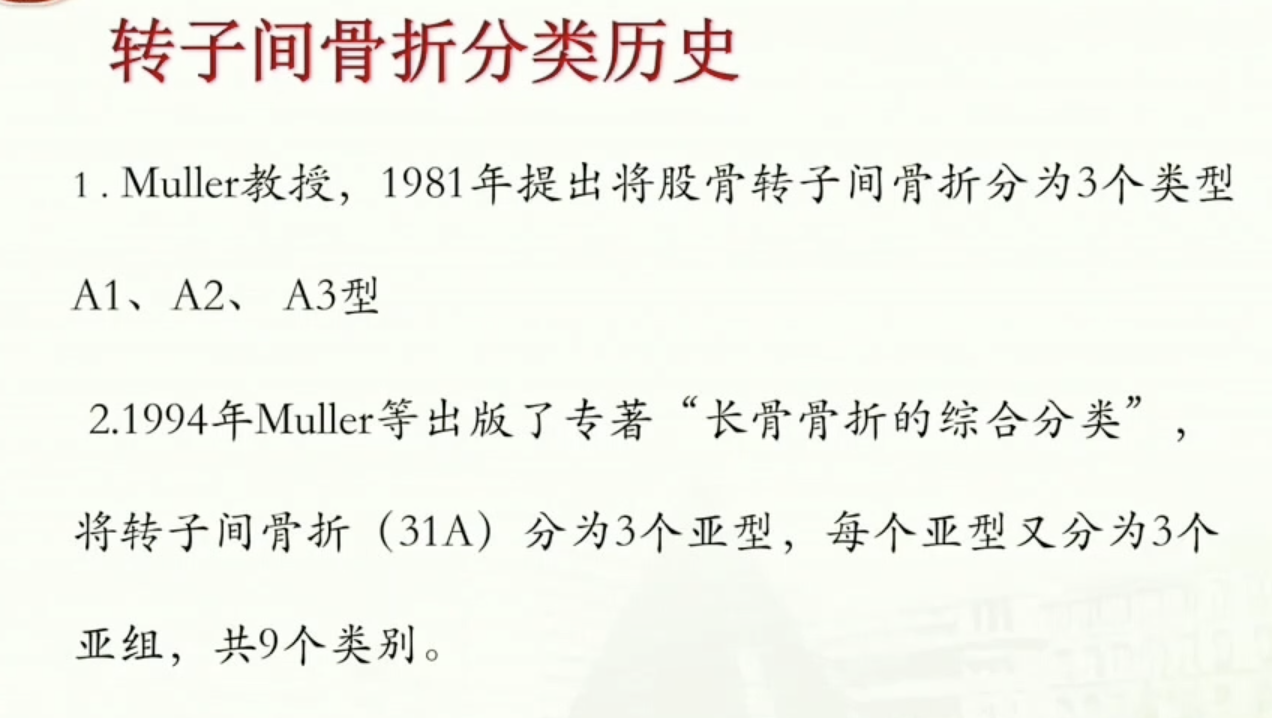 转子间骨折分类历史
1 . Muller教授，1981年提出将股骨转子间骨折分为3个类型
A1、A2、 A3型
2.1994年Muller等出版了专著“长骨骨折的综合分类”，
将转子间骨折（31A）分为3个亚型，每个亚型又分为3个
亚组，共9个类别。